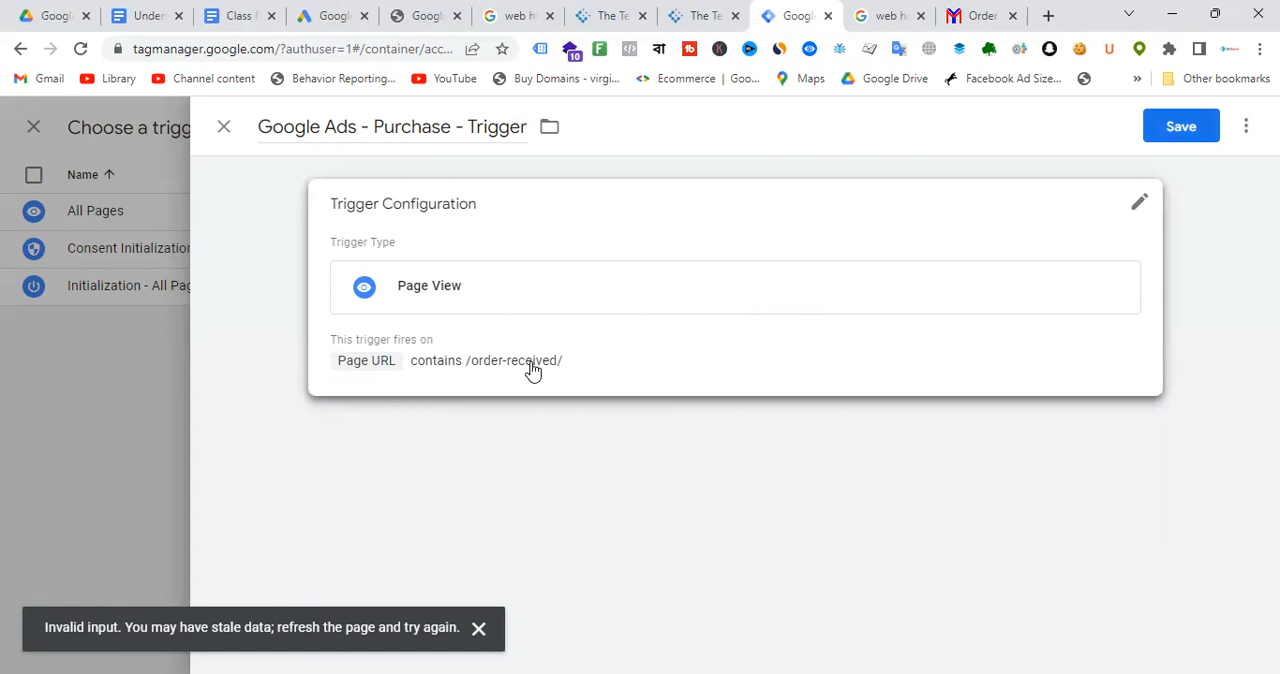 Google
Under
Class
Googl
Googl
web h
The Te
The Te
Googl
web h
Order
tagmanager.google.com/?authuser=1#/container/acc...
10
Gmail
Library
Channel content
Behavior Reporting...
YouTube
Buy Domains - virgi...
Ecommerce | Goo...
Maps
Google Drive
Facebook Ad Size...
»
Other bookmarks
Choose a trigg
Google Ads - Purchase - Trigger
Save
Name
All Pages
Consent Initialization
Initialization - All Pag
Trigger Configuration
Trigger Type
Page View
This trigger fires on
Page URL contains /order-received/
Invalid input. You may have stale data; refresh the page and try again.